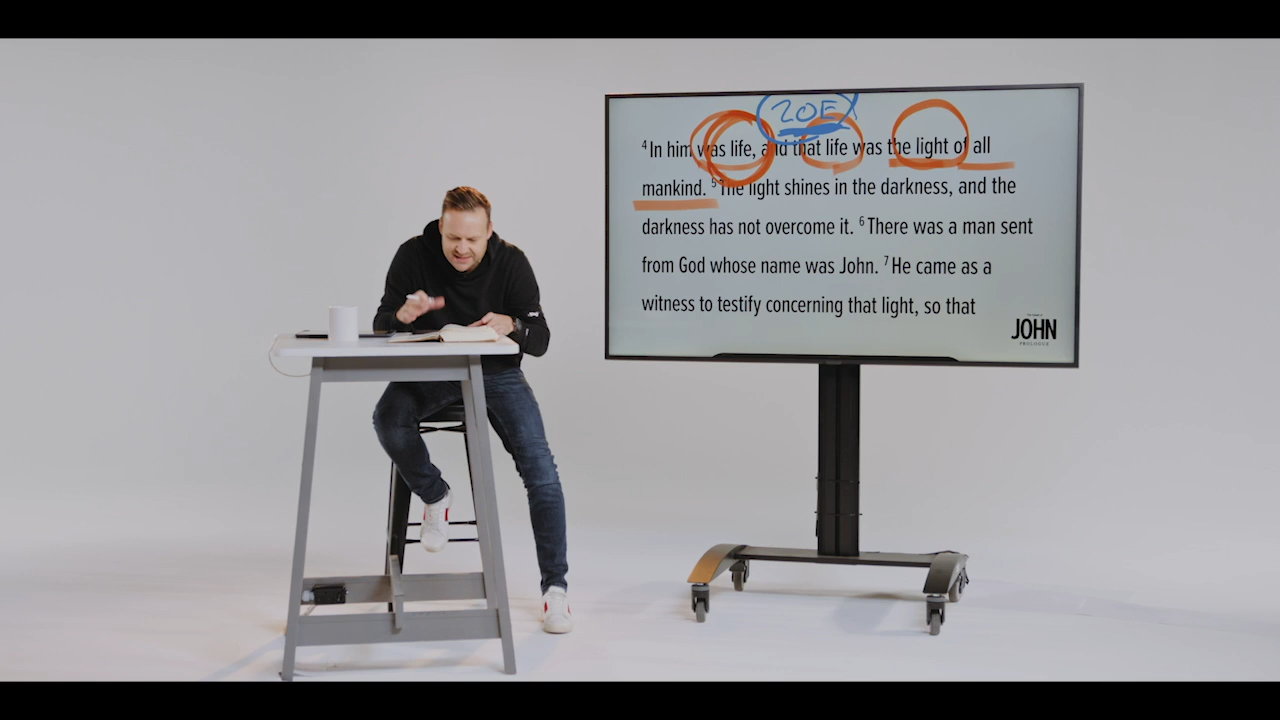 ZOE
⁴In him was life, and that life was the light of all
mankind. ⁵The light shines in the darkness, and the
darkness has not overcome it. ⁶There was a man sent
from God whose name was John. ⁷He came as a
witness to testify concerning that light, so that
JOHN
PROLOGUE